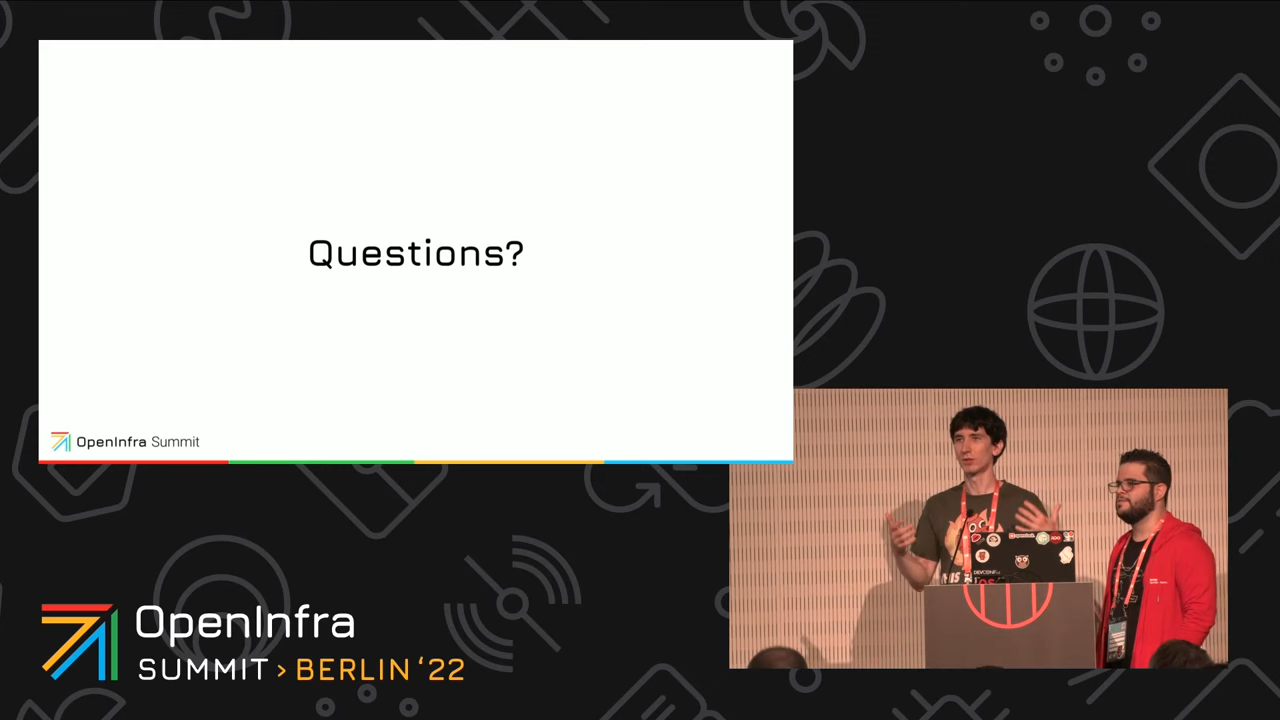 Questions?
OpenInfra Summit
OpenInfra
SUMMIT > BERLIN ‘22